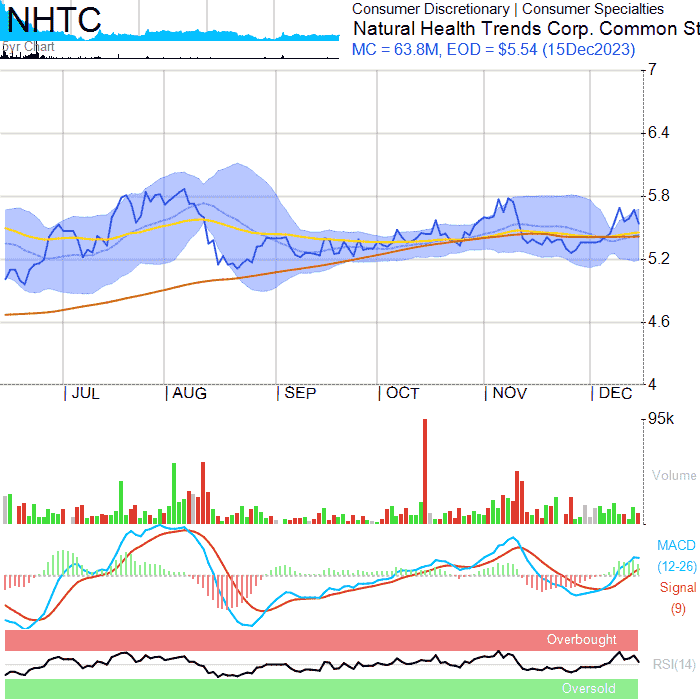 NHTC
5yr Chart
Consumer Discretionary | Consumer Specialties
Natural Health Trends Corp. Common St
MC = 63.8M, EOD = $5.54 (15Dec2023)
7
6.4
5.8
5.2
4.6
4
JUL
AUG
SEP
OCT
NOV
DEC
95k
Volume
MACD
(12-26)
Signal
(9)
Overbought
RSI(14)
Oversold